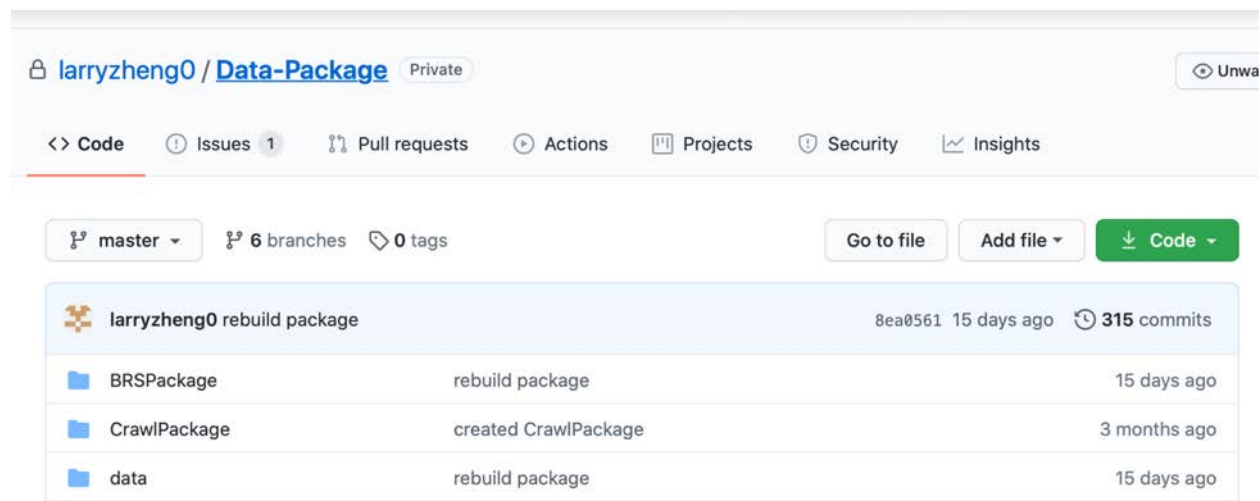 larryzheng0 / Data-Package Private Unwa
<> Code Issues 1 Pull requests Actions Projects Security Insights
master 6 branches 0 tags Go to file Add file Code
larryzheng0 rebuild package 8ea0561 15 days ago 315 commits
BRSPackage rebuild package 15 days ago
CrawlPackage created CrawlPackage 3 months ago
data rebuild package 15 days ago